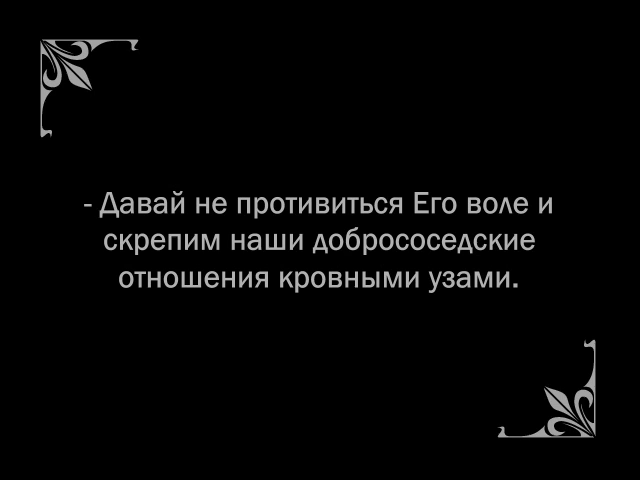 - Давай не противиться Его воле и
скрепим наши добрососедские
отношения кровными узами.